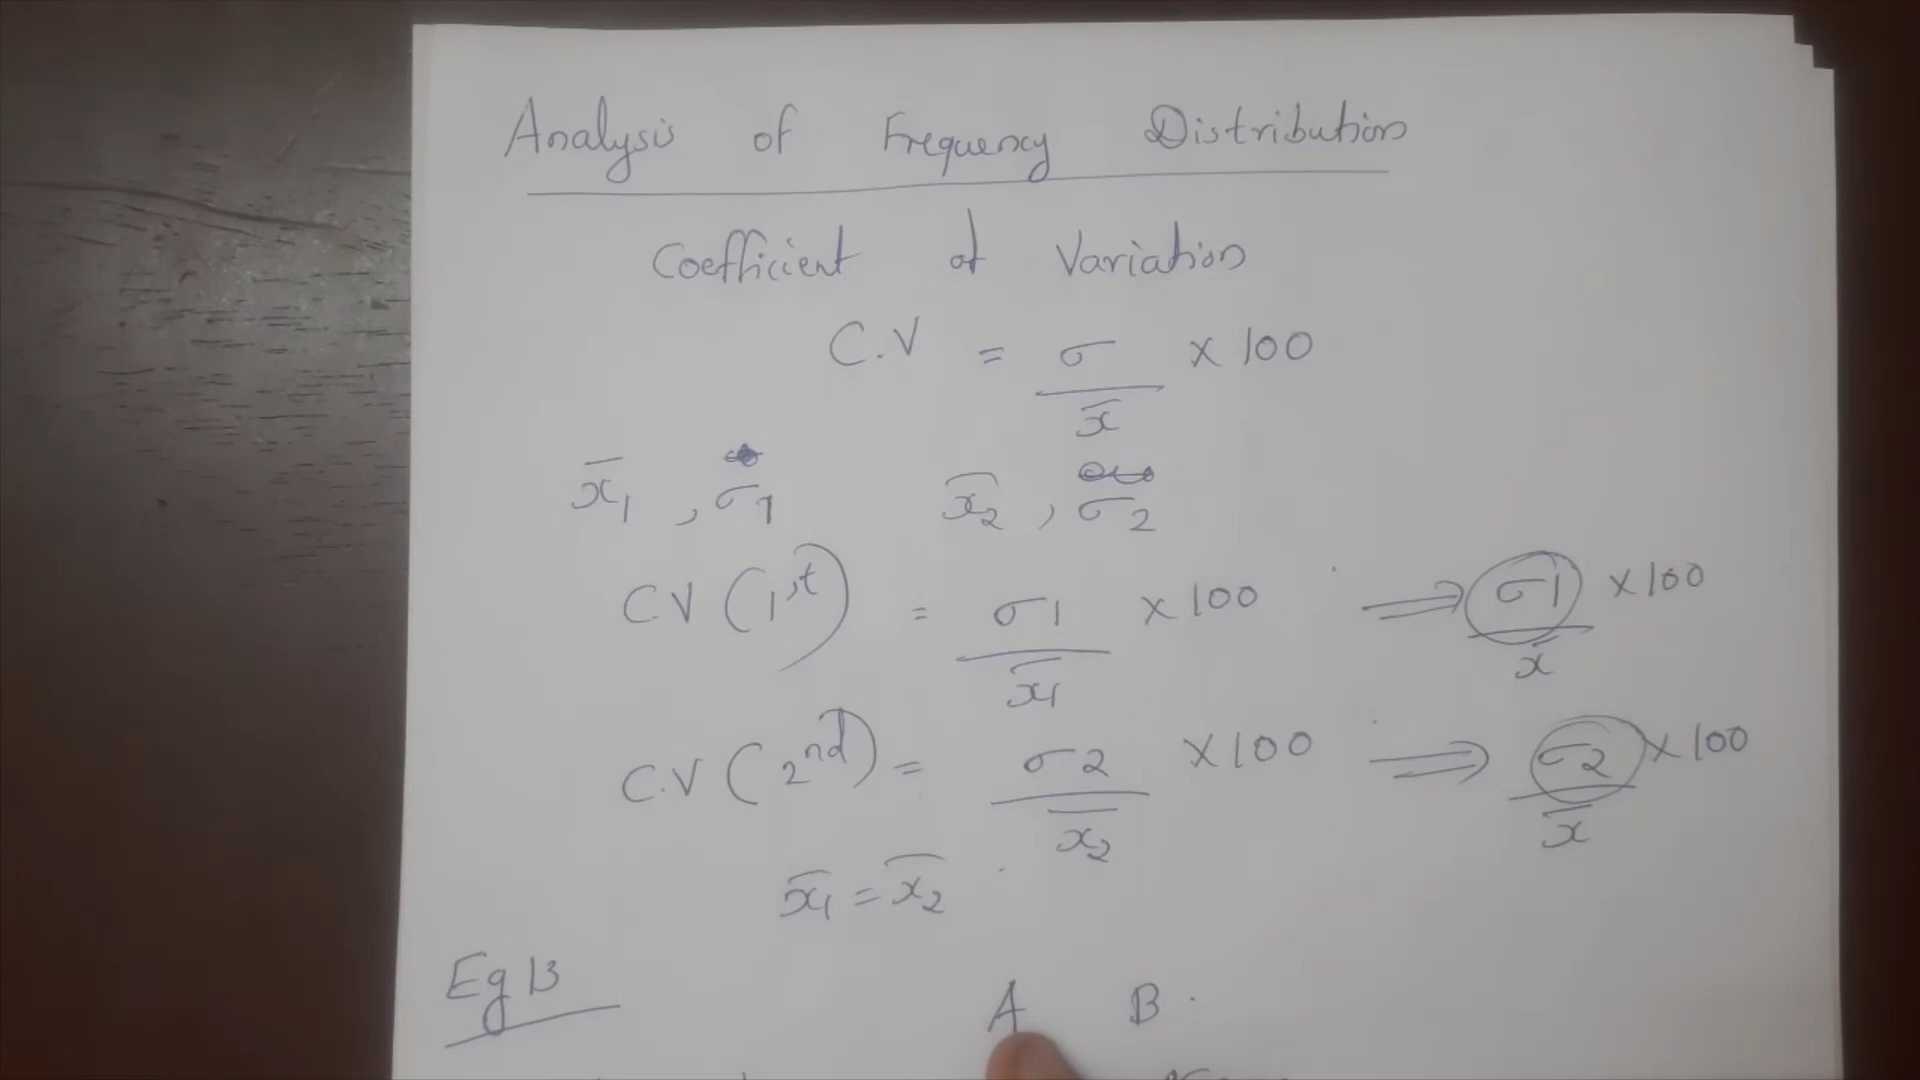 Analysis of Frequency Distribution
Coefficient of Variation
C.V = σ / x̄ × 100
x̄₁ , σ₁ x̄₂ , σ₂
C.V (1st) = σ1 / x̄1 × 100 ⟹ σ1 / x̄ × 100
C.V (2nd) = σ2 / x̄₂ × 100 ⟹ σ2 / x̄ × 100
x̄1 = x̄₂
Eg 13
A B